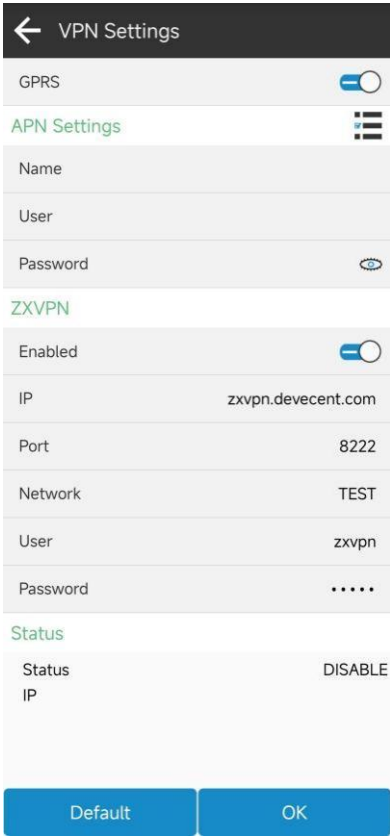 VPN Settings
GPRS
APN Settings
Name
User
Password
ZXVPN
Enabled
IP zxvpn.devecent.com
Port 8222
Network TEST
User zxvpn
Password •••••
Status
Status DISABLE
IP
Default OK